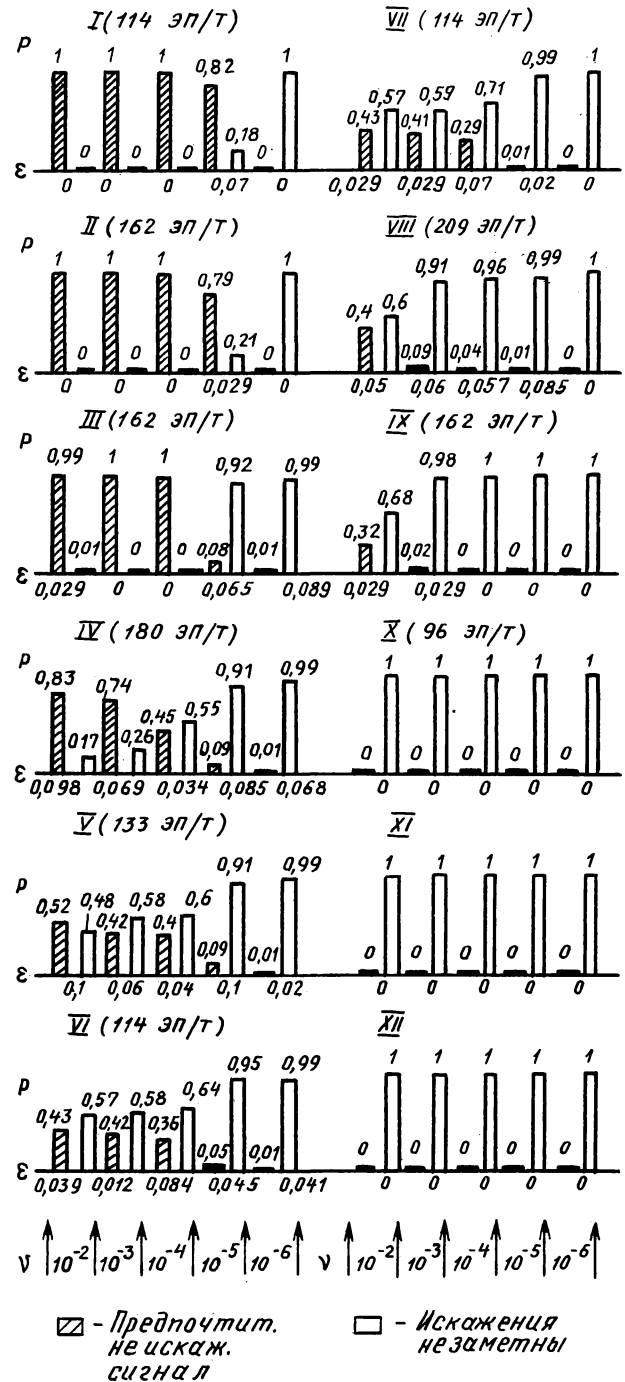 I (114 эп/т)
P
1 0 1 0 1 0 0,82 0,18 0 1
ε
0 0 0 0,07 0
VII (114 эп/т)
0,43 0,57 0,41 0,59 0,29 0,71 0,01 0,99 0 1
0,029 0,029 0,07 0,02 0
II (162 эп/т)
P
1 0 1 0 1 0 0,79 0,21 0 1
ε
0 0 0 0,029 0
VIII (209 эп/т)
0,4 0,6 0,09 0,91 0,04 0,96 0,01 0,99 0 1
0,05 0,06 0,057 0,085 0
III (162 эп/т)
P
0,99 0,01 1 0 1 0 0,08 0,92 0,01 0,99
ε
0,029 0 0 0,065 0,089
IX (162 эп/т)
0,32 0,68 0,02 0,98 0 1 0 1 0 1
0,029 0,029 0 0 0
IV (180 эп/т)
P
0,83 0,17 0,74 0,26 0,45 0,55 0,09 0,91 0,01 0,99
ε
0,098 0,069 0,034 0,085 0,068
X (96 эп/т)
0 1 0 1 0 1 0 1 0 1
0 0 0 0 0
V (133 эп/т)
P
0,52 0,48 0,42 0,58 0,4 0,6 0,09 0,91 0,01 0,99
ε
0,1 0,06 0,04 0,1 0,02
XI
0 1 0 1 0 1 0 1 0 1
0 0 0 0 0
VI (114 эп/т)
P
0,43 0,57 0,42 0,58 0,36 0,64 0,05 0,95 0,01 0,99
ε
0,039 0,012 0,084 0,045 0,041
XII
0 1 0 1 0 1 0 1 0 1
0 0 0 0 0
ν 10⁻² 10⁻³ 10⁻⁴ 10⁻⁵ 10⁻⁶
ν 10⁻² 10⁻³ 10⁻⁴ 10⁻⁵ 10⁻⁶
- Предпочтит.
не искаж.
сигнал
- Искажения
незаметны